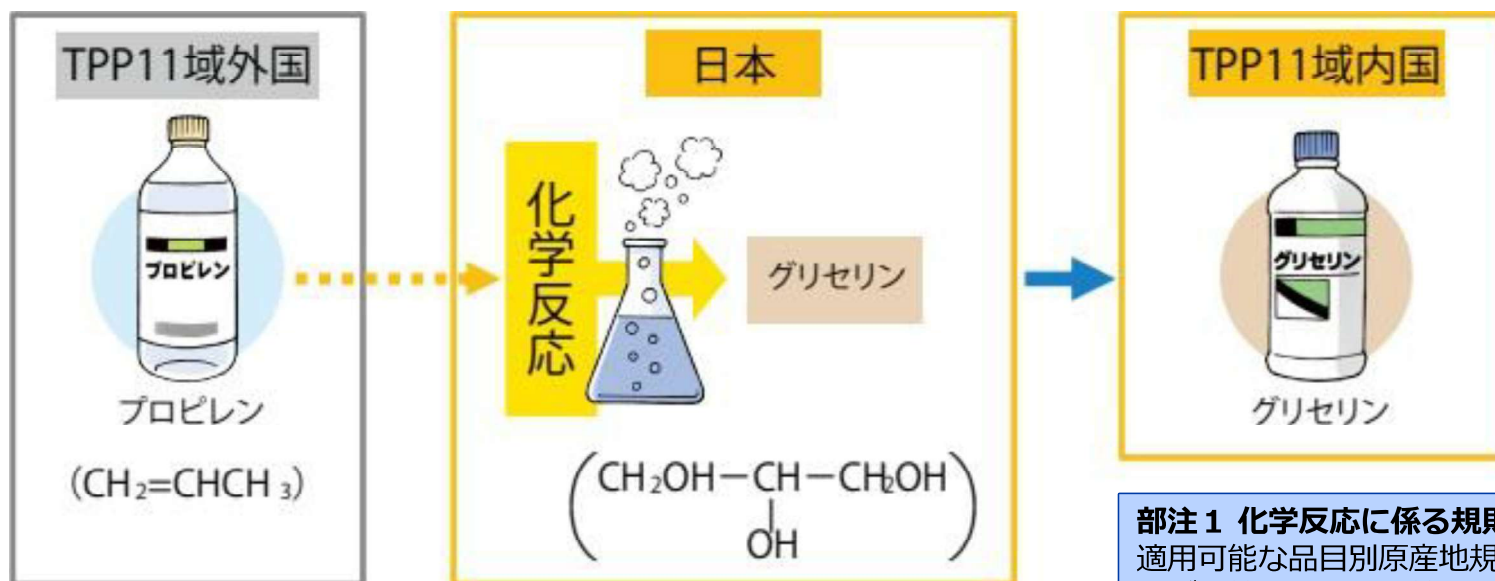 TPP11域外国
プロピレン
プロピレン
(CH₂=CHCH₃)
日本
化学反応
グリセリン
CH₂OH－CH－CH₂OH
OH
TPP11域内国
グリセリン
グリセリン
部注１ 化学反応に係る規則
適用可能な品目別原産地規